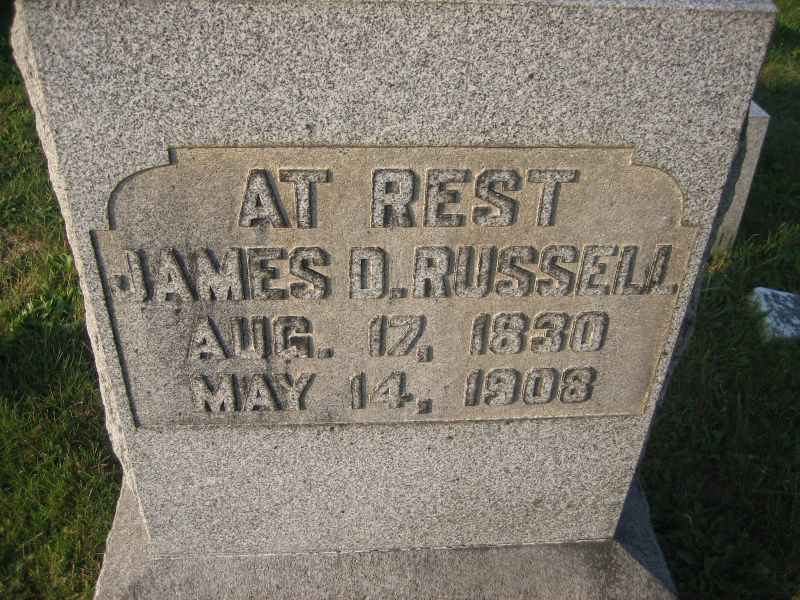 AT REST
JAMES D. RUSSELL
AUG. 17, 1830
MAY 14, 1908